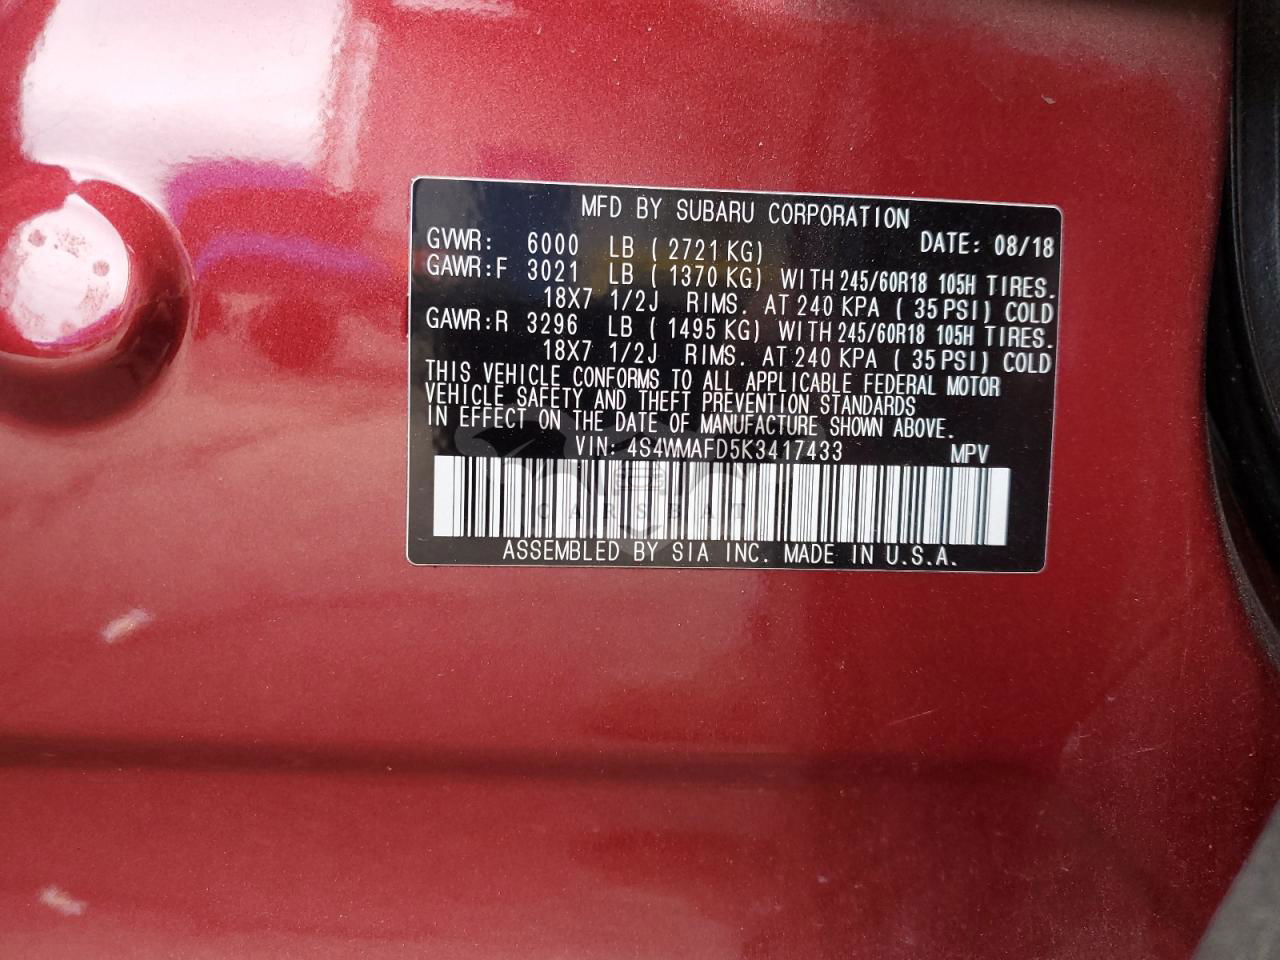 MFD BY SUBARU CORPORATION
GVWR: 6000 LB ( 2721 KG) DATE: 08/18
GAWR:F 3021 LB ( 1370 KG) WITH 245/60R18 105H TIRES.
18X7 1/2J RIMS. AT 240 KPA ( 35 PSI) COLD
GAWR:R 3296 LB ( 1495 KG) WITH 245/60R18 105H TIRES.
18X7 1/2J RIMS. AT 240 KPA ( 35 PSI) COLD
THIS VEHICLE CONFORMS TO ALL APPLICABLE FEDERAL MOTOR
VEHICLE SAFETY AND THEFT PREVENTION STANDARDS
IN EFFECT ON THE DATE OF MANUFACTURE SHOWN ABOVE.
VIN: 4S4WMAFD5K3417433 MPV
CARSBAN
ASSEMBLED BY SIA INC. MADE IN U.S.A.